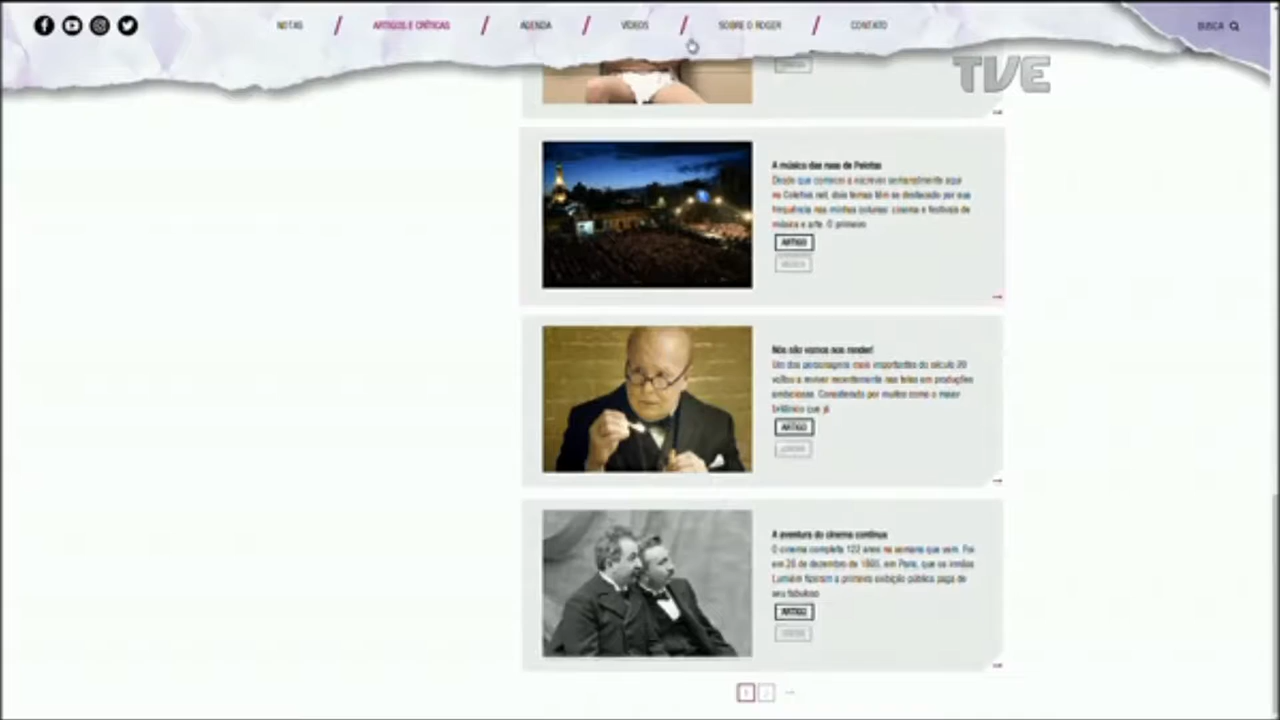 NOTAS / ARTIGOS E CRÍTICAS / AGENDA / VÍDEOS / SOBRE O ROGER / CONTATO
BUSCA
TVE
A música das ruas de Pelotas
Desde que comecei a escrever semanalmente aqui
no Coletiva.net, dois temas têm se destacado por sua
frequência nas minhas colunas: cinema e festivais de
música e arte. O primeiro
ARTIGO
MÚSICA
Nós não vamos nos render!
Um dos personagens mais importantes do século 20
voltou a reviver recentemente nas telas em produções
ambiciosas. Considerado por muitos como o maior
britânico que já
ARTIGO
A aventura do cinema continua
O cinema completa 122 anos na semana que vem. Foi
em 28 de dezembro de 1895, em Paris, que os irmãos
Lumière fizeram a primeira exibição pública paga de
seu fabuloso
ARTIGO
1 2 →